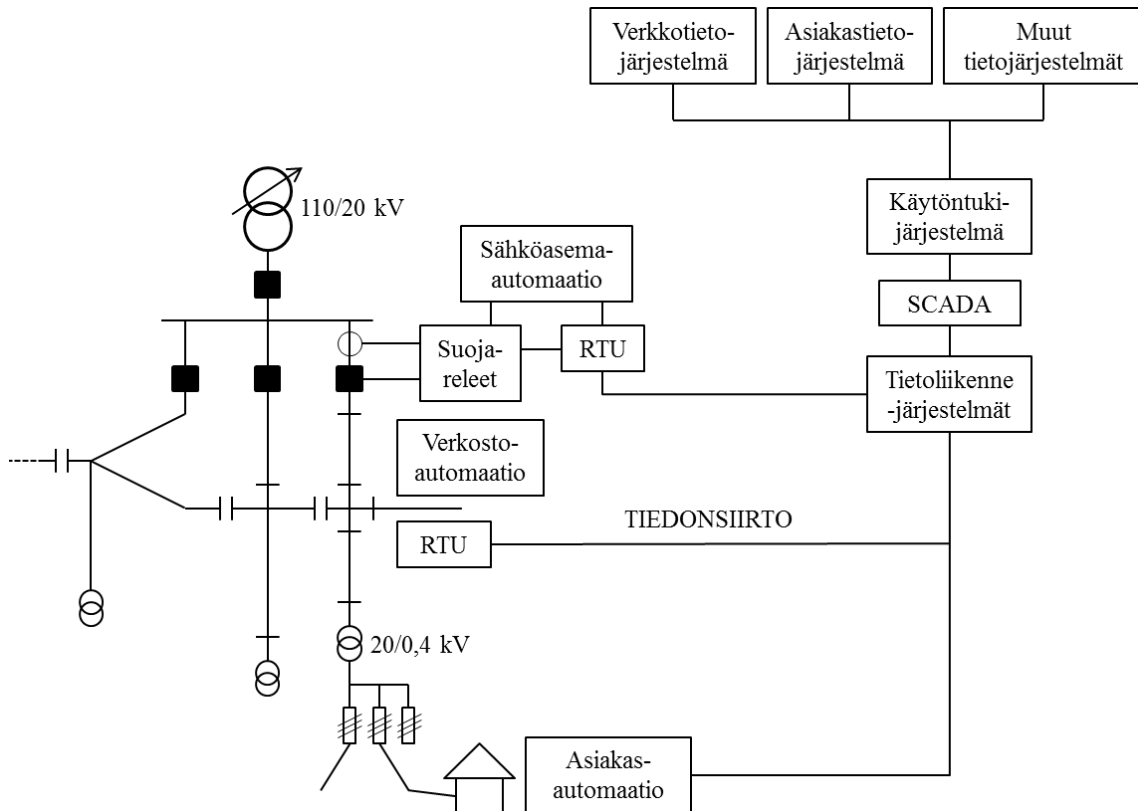 Verkkotieto-
järjestelmä
Asiakastieto-
järjestelmä
Muut
tietojärjestelmät
Käytöntuki-
järjestelmä
110/20 kV
Sähköasema-
automaatio
SCADA
Suoja-
releet
RTU
Tietoliikenne
-järjestelmät
Verkosto-
automaatio
TIEDONSIIRTO
RTU
20/0,4 kV
Asiakas-
automaatio